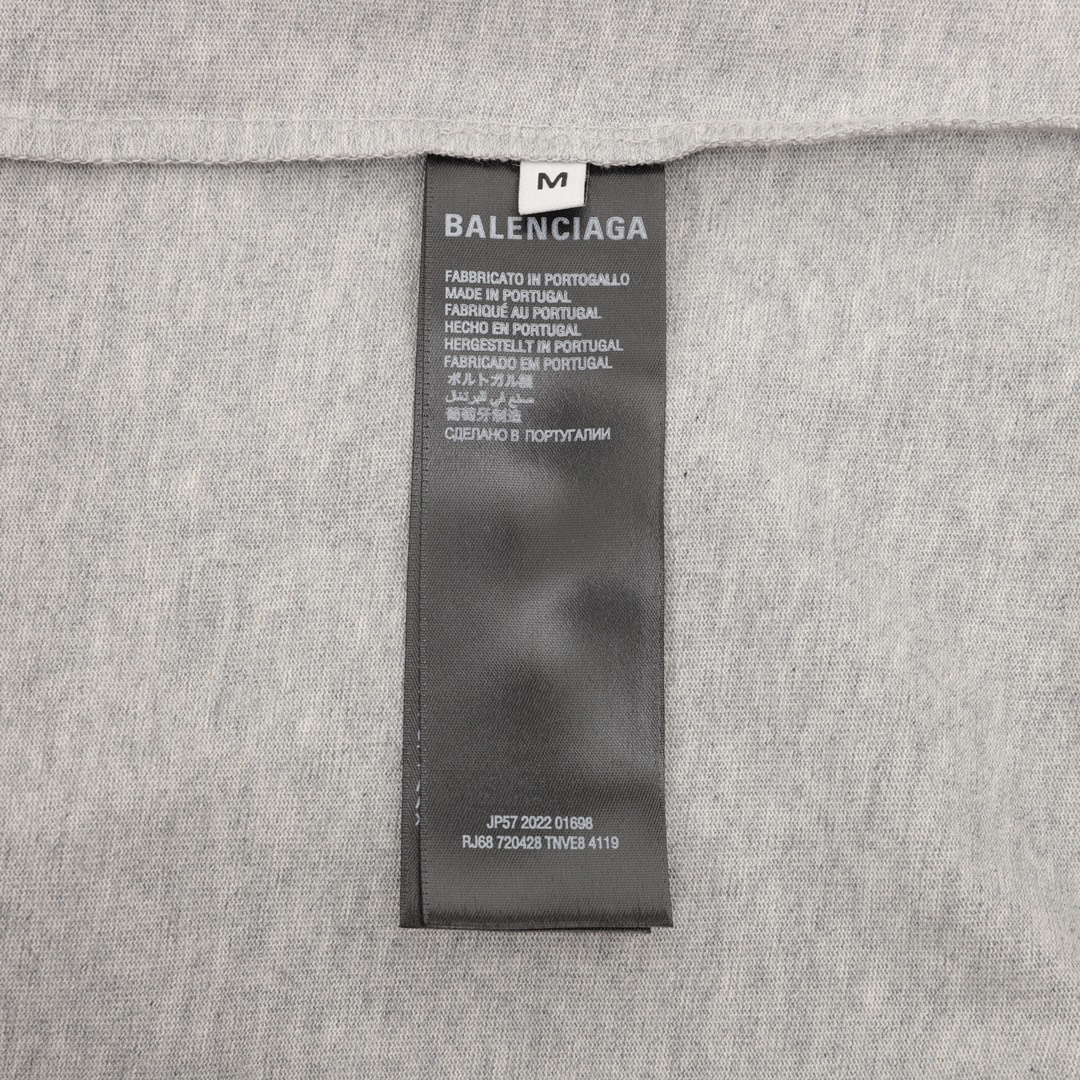 M
BALENCIAGA
FABBRICATO IN PORTOGALLO
MADE IN PORTUGAL
FABRIQUÉ AU PORTUGAL
HECHO EN PORTUGAL
HERGESTELLT IN PORTUGAL
FABRICADO EM PORTUGAL
ポルトガル製
صنع في البرتغال
葡萄牙制造
СДЕЛАНО В ПОРТУГАЛИИ
JP57 2022 01698
RJ68 720428 TNVE8 4119